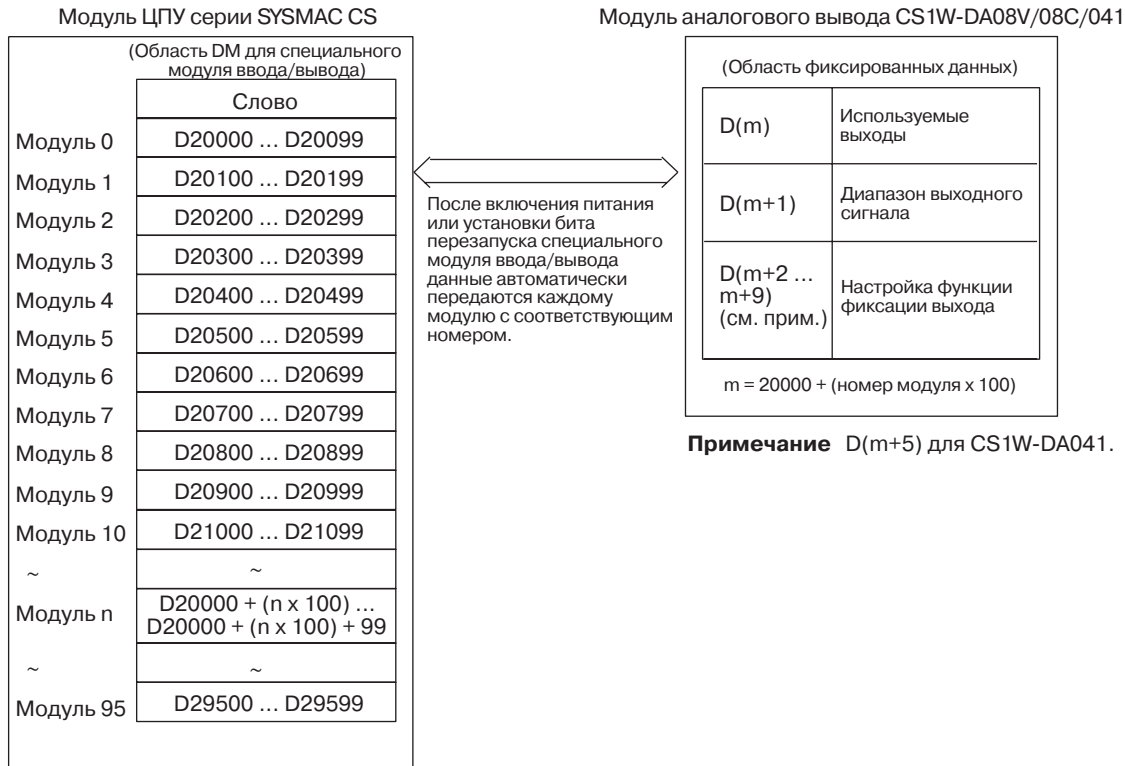 Модуль ЦПУ серии SYSMAC CS
(Область DM для специального
модуля ввода/вывода)
Слово
Модуль 0 D20000 ... D20099
Модуль 1 D20100 ... D20199
Модуль 2 D20200 ... D20299
Модуль 3 D20300 ... D20399
Модуль 4 D20400 ... D20499
Модуль 5 D20500 ... D20599
Модуль 6 D20600 ... D20699
Модуль 7 D20700 ... D20799
Модуль 8 D20800 ... D20899
Модуль 9 D20900 ... D20999
Модуль 10 D21000 ... D21099
~ ~
Модуль n D20000 + (n x 100) ...
D20000 + (n x 100) + 99
~ ~
Модуль 95 D29500 ... D29599
После включения питания
или установки бита
перезапуска специального
модуля ввода/вывода
данные автоматически
передаются каждому
модулю с соответствующим
номером.
Модуль аналогового вывода CS1W-DA08V/08C/041
(Область фиксированных данных)
D(m) Используемые
выходы
D(m+1) Диапазон выходного
сигнала
D(m+2 ...
m+9)
(см. прим.)
Настройка функции
фиксации выхода
m = 20000 + (номер модуля x 100)
Примечание D(m+5) для CS1W-DA041.